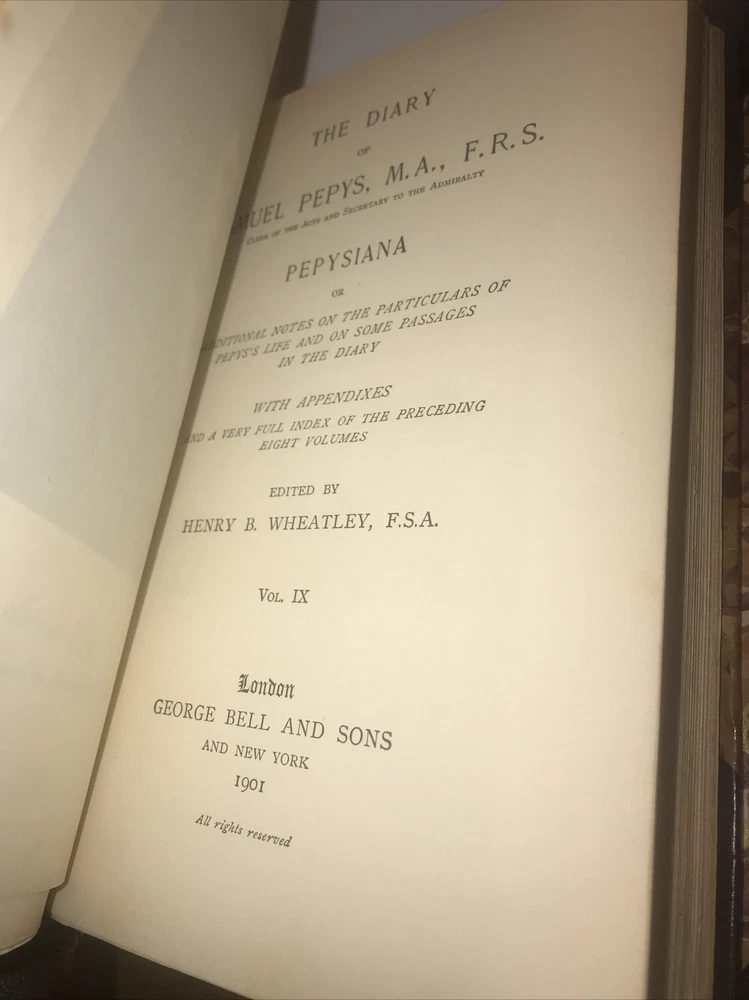 THE DIARY
OF
MUEL PEPYS, M.A., F.R.S.
CLERK OF THE ACTS AND SECRETARY TO THE ADMIRALTY
PEPYSIANA
OR
DITIONAL NOTES ON THE PARTICULARS OF
PEPYS'S LIFE AND ON SOME PASSAGES
IN THE DIARY
WITH APPENDIXES
ND A VERY FULL INDEX OF THE PRECEDING
EIGHT VOLUMES
EDITED BY
HENRY B. WHEATLEY, F.S.A.
VOL. IX
London
GEORGE BELL AND SONS
AND NEW YORK
1901
All rights reserved